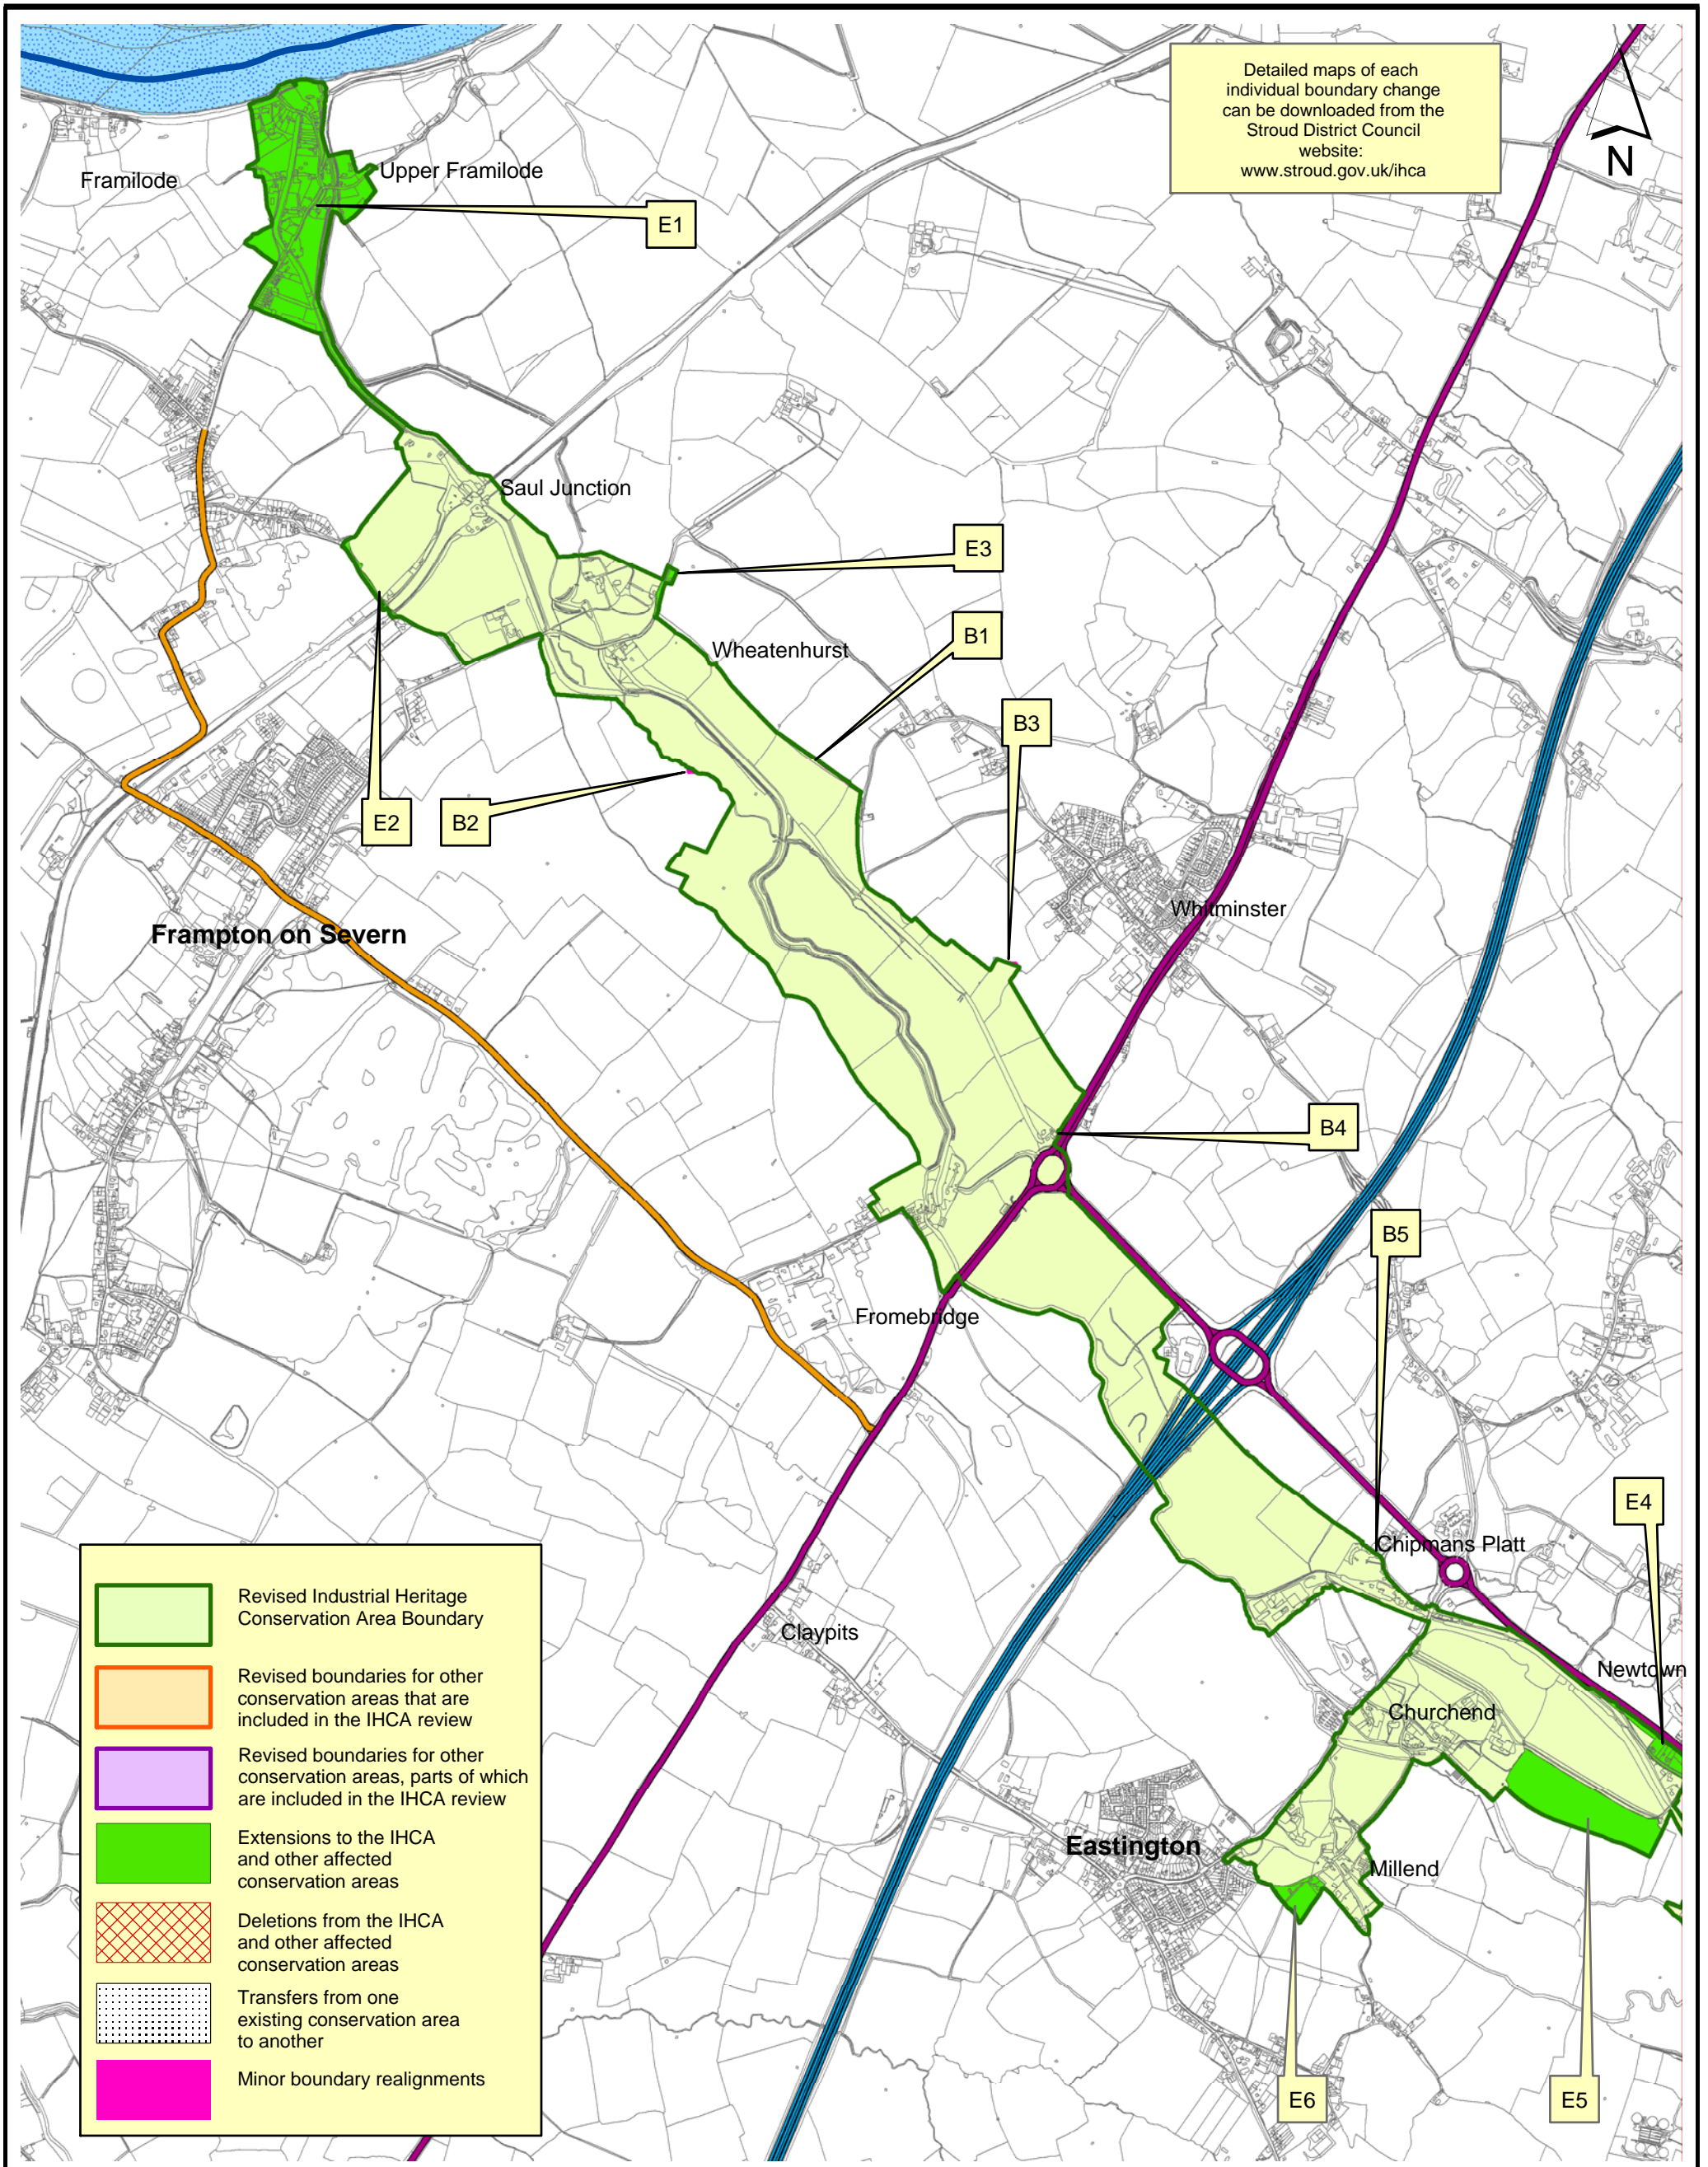 Detailed maps of each
individual boundary change
can be downloaded from the
Stroud District Council
website:
www.stroud.gov.uk/ihca
N
Framilode
Upper Framilode
E1
Saul Junction
E3
B1
Wheatenhurst
B3
E2
B2
Whitminster
Frampton on Severn
B4
B5
Fromebridge
E4
Chipmans Platt
Claypits
Newtown
Churchend
Eastington
Millend
E6
E5
Revised Industrial Heritage
Conservation Area Boundary
Revised boundaries for other
conservation areas that are
included in the IHCA review
Revised boundaries for other
conservation areas, parts of which
are included in the IHCA review
Extensions to the IHCA
and other affected
conservation areas
Deletions from the IHCA
and other affected
conservation areas
Transfers from one
existing conservation area
to another
Minor boundary realignments